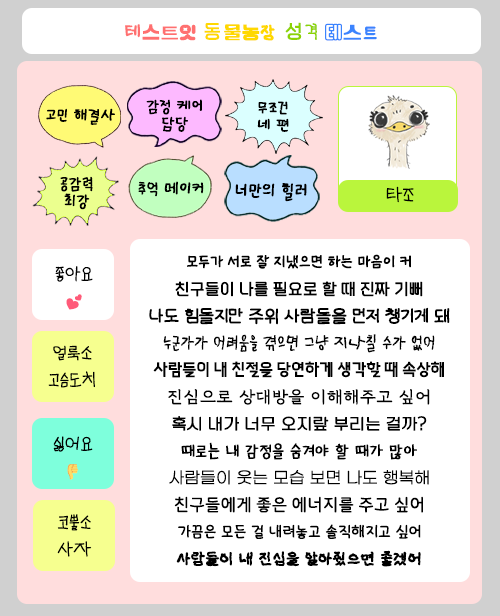 테스트잇 동물농장 성격 테스트
고민 해결사
감정 케어
담당
무조건
네 편
공감력
최강
추억 메이커
너만의 힐러
타조
좋아요
얼룩소
고슴도치
싫어요
코뿔소
사자
모두가 서로 잘 지냈으면 하는 마음이 커
친구들이 나를 필요로 할 때 진짜 기뻐
나도 힘들지만 주위 사람들을 먼저 챙기게 돼
누군가가 어려움을 겪으면 그냥 지나칠 수가 없어
사람들이 내 친절을 당연하게 생각할 때 속상해
진심으로 상대방을 이해해주고 싶어
혹시 내가 너무 오지랖 부리는 걸까?
때로는 내 감정을 숨겨야 할 때가 많아
사람들이 웃는 모습 보면 나도 행복해
친구들에게 좋은 에너지를 주고 싶어
가끔은 모든 걸 내려놓고 솔직해지고 싶어
사람들이 내 진심을 알아줬으면 좋겠어